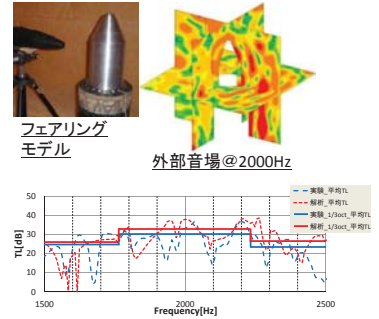 フェアリング
モデル
外部音場@2000Hz
実験_平均TL
解析_平均TL
実験_1/3oct_平均TL
解析_1/3oct_平均TL
TL[dB]
50
40
30
20
10
0
1500
2000
2500
Frequency[Hz]